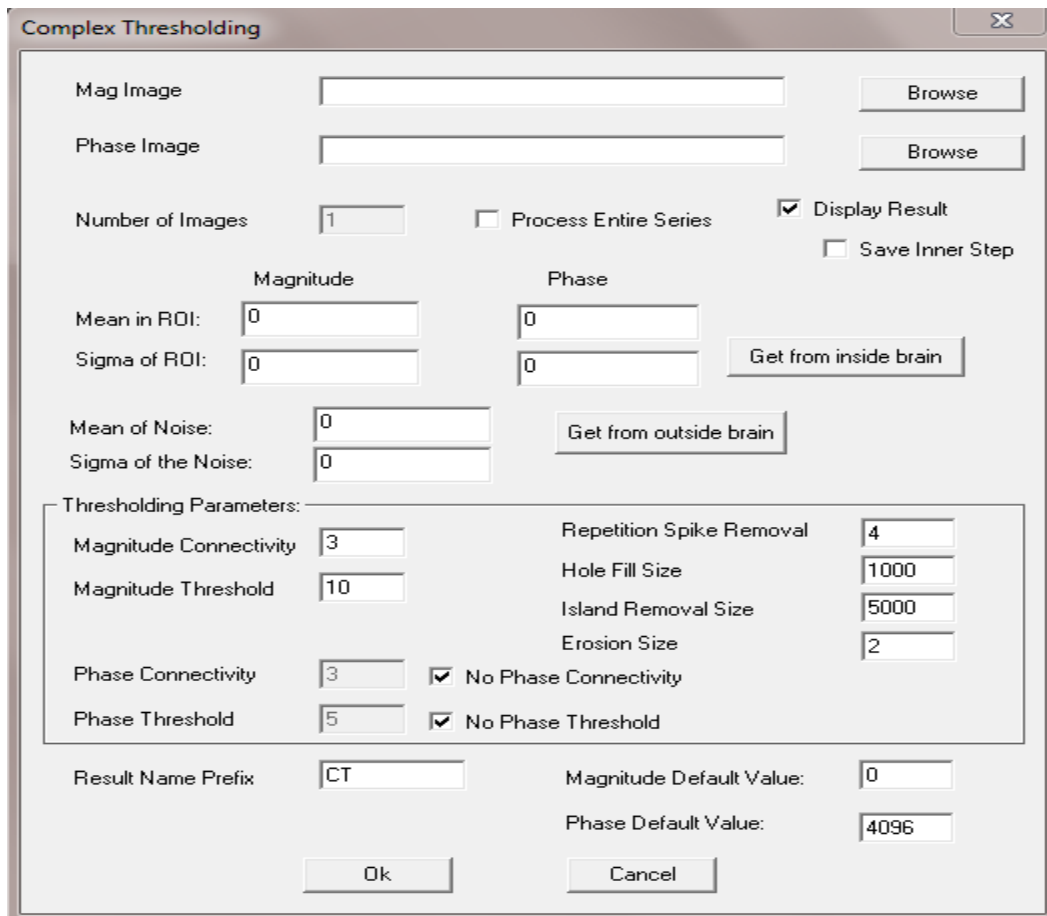 Complex Thresholding
Mag Image Browse
Phase Image Browse
Number of Images 1 Process Entire Series Display Result
Save Inner Step
Magnitude Phase
Mean in ROI: 0 0
Sigma of ROI: 0 0 Get from inside brain
Mean of Noise: 0 Get from outside brain
Sigma of the Noise: 0
Thresholding Parameters:
Magnitude Connectivity 3 Repetition Spike Removal 4
Magnitude Threshold 10 Hole Fill Size 1000
Island Removal Size 5000
Erosion Size 2
Phase Connectivity 3 No Phase Connectivity
Phase Threshold 5 No Phase Threshold
Result Name Prefix CT Magnitude Default Value: 0
Phase Default Value: 4096
Ok Cancel